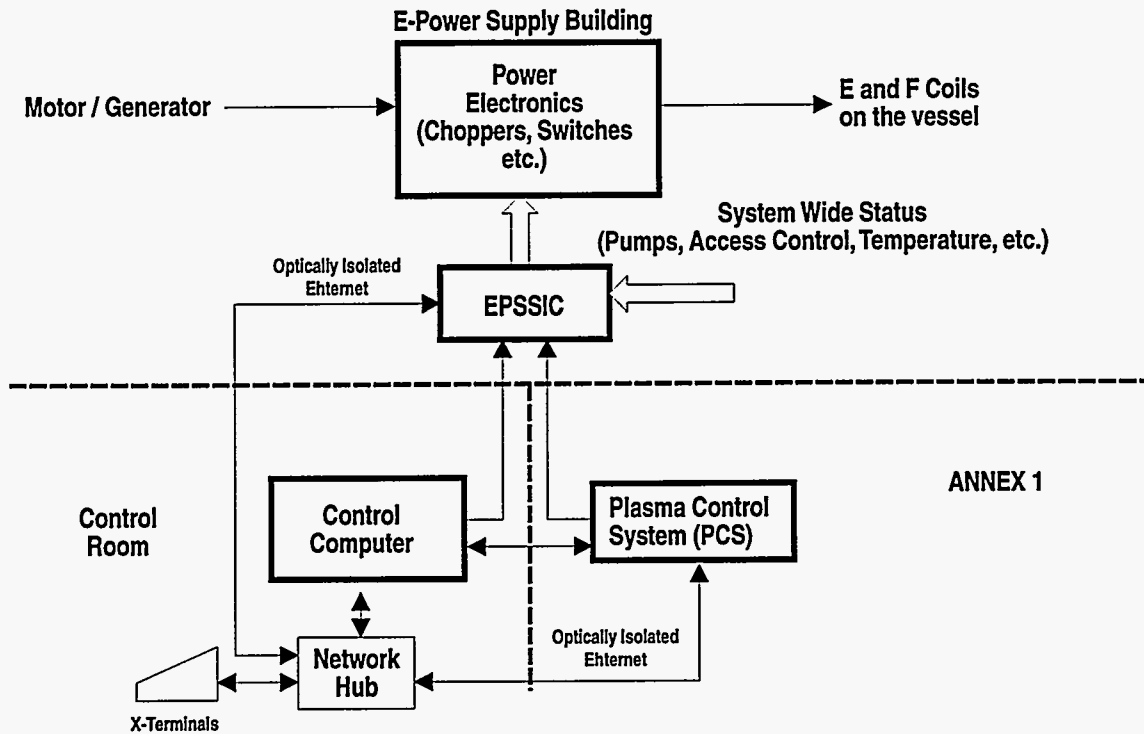 E-Power Supply Building
Power
Electronics
(Choppers, Switches
etc.)
Motor / Generator
E and F Coils
on the vessel
System Wide Status
(Pumps, Access Control, Temperature, etc.)
Optically Isolated
Ehternet
EPSSIC
Control
Room
Control
Computer
Plasma Control
System (PCS)
ANNEX 1
Optically Isolated
Ehternet
Network
Hub
X-Terminals